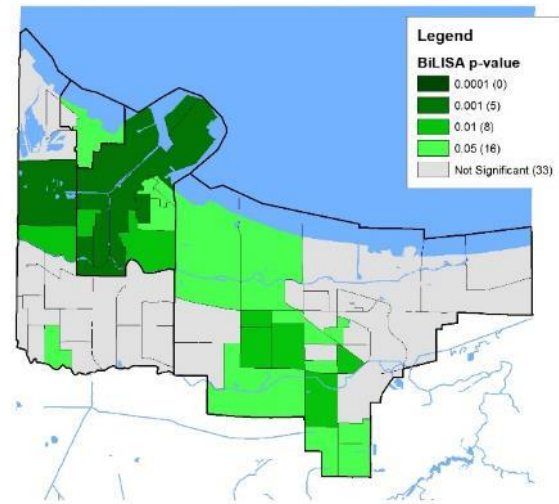 Legend
BiLISA p-value
0.0001 (0)
0.001 (5)
0.01 (8)
0.05 (16)
Not Significant (33)